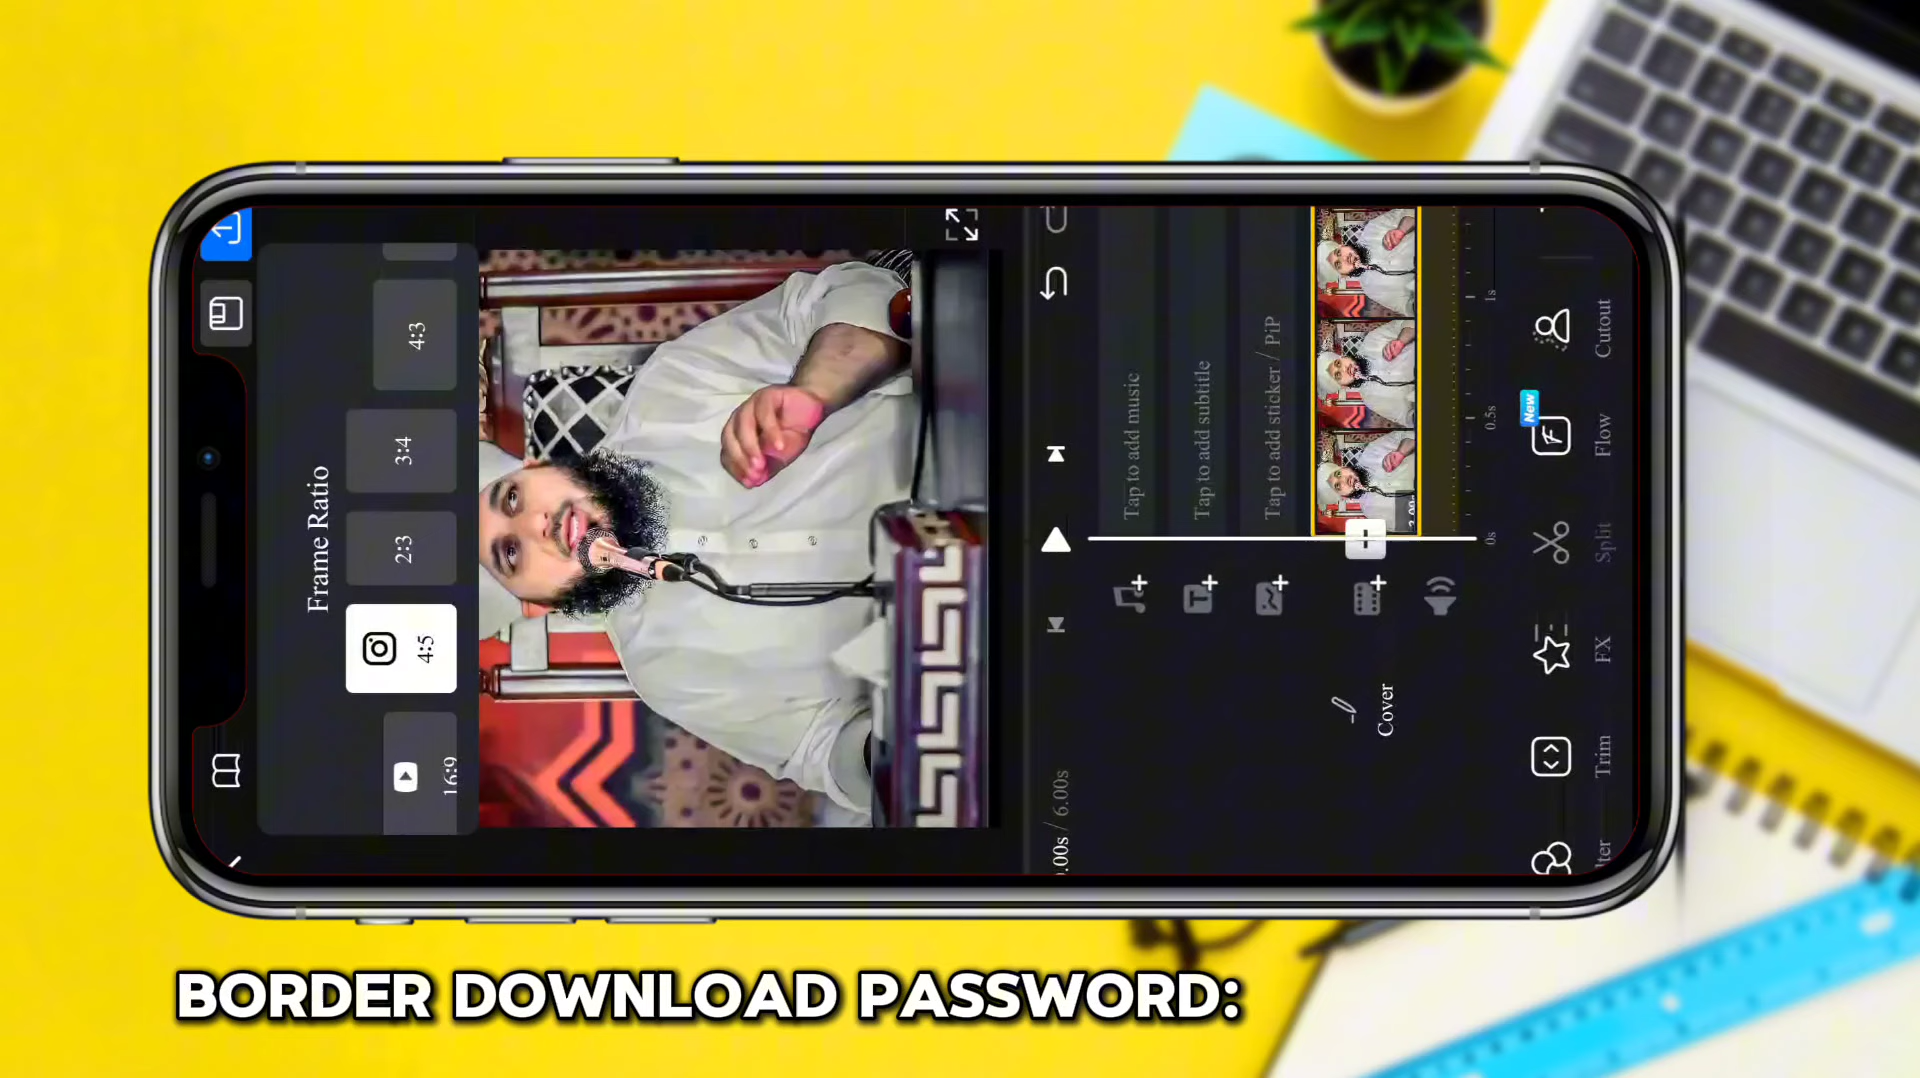 Frame Ratio
16:9
4:5
2:3
3:4
4:3
.00s / 6.00s
Tap to add music
Tap to add subtitle
Tap to add sticker / PiP
Cover
0s
0.5s
1s
Trim
FX
Split
Flow
New
Cutout
BORDER DOWNLOAD PASSWORD: